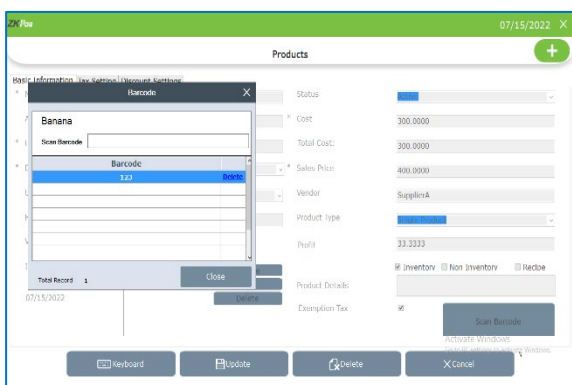 ZKPos
07/15/2022 X
Products
+
Basic Information Tax Setting Discount Settings
Barcode X
Banana
Scan Barcode
Barcode
123 Delete
Total Record 1
Close
Status
* Cost 300.0000
Total Cost: 300.0000
* Sales Price 400.0000
Vendor SupplierA
Product Type Single Product
Profit 33.3333
Inventory Non Inventory Recipe
Product Details
07/15/2022
Delete
Exemption Tax
Scan Barcode
Activate Windows
Keyboard
Update
Delete
X Cancel